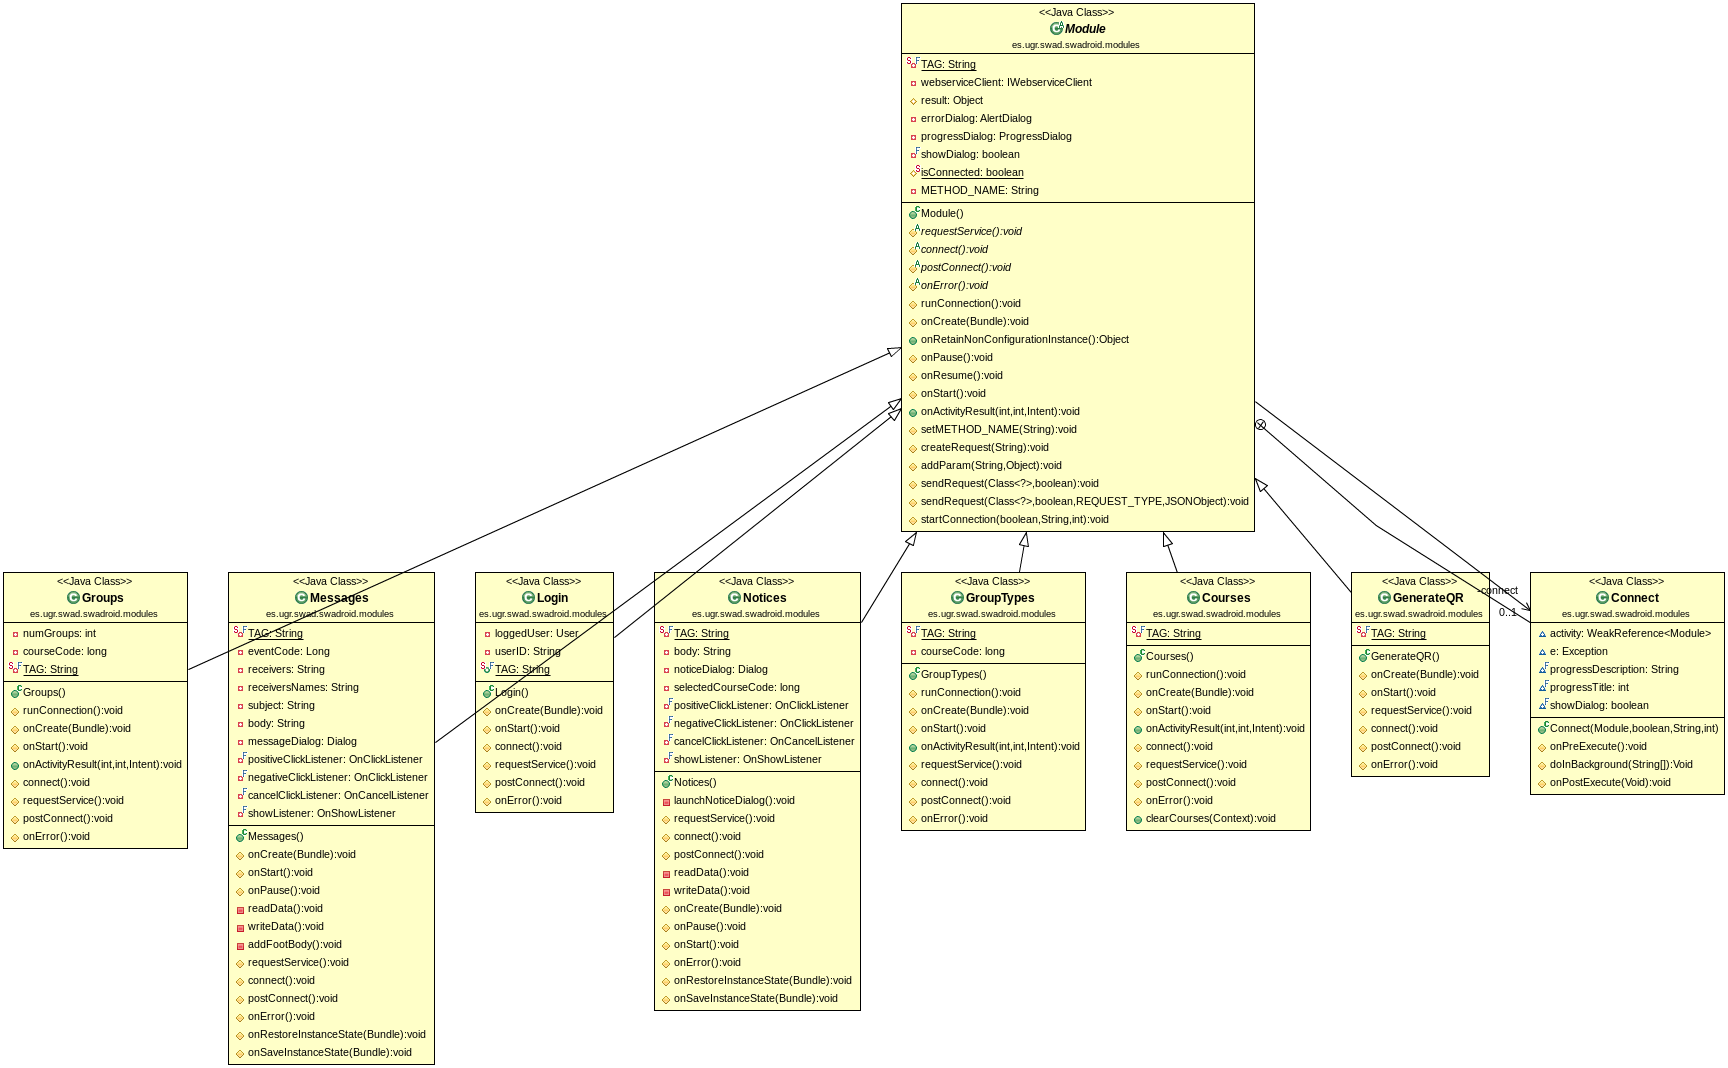 <<Java Class>>
Module
es.ugr.swad.swadroid.modules
TAG: String
webserviceClient: IWebserviceClient
result: Object
errorDialog: AlertDialog
progressDialog: ProgressDialog
showDialog: boolean
isConnected: boolean
METHOD_NAME: String
Module()
requestService():void
connect():void
postConnect():void
onError():void
runConnection():void
onCreate(Bundle):void
onRetainNonConfigurationInstance():Object
onPause():void
onResume():void
onStart():void
onActivityResult(int,int,Intent):void
setMETHOD_NAME(String):void
createRequest(String):void
addParam(String,Object):void
sendRequest(Class<?>,boolean):void
sendRequest(Class<?>,boolean,REQUEST_TYPE,JSONObject):void
startConnection(boolean,String,int):void
<<Java Class>>
Groups
es.ugr.swad.swadroid.modules
numGroups: int
courseCode: long
TAG: String
Groups()
runConnection():void
onCreate(Bundle):void
onStart():void
onActivityResult(int,int,Intent):void
connect():void
requestService():void
postConnect():void
onError():void
<<Java Class>>
Messages
es.ugr.swad.swadroid.modules
TAG: String
eventCode: Long
receivers: String
receiversNames: String
subject: String
body: String
messageDialog: Dialog
positiveClickListener: OnClickListener
negativeClickListener: OnClickListener
cancelClickListener: OnCancelListener
showListener: OnShowListener
Messages()
onCreate(Bundle):void
onStart():void
onPause():void
readData():void
writeData():void
addFootBody():void
requestService():void
connect():void
postConnect():void
onError():void
onRestoreInstanceState(Bundle):void
onSaveInstanceState(Bundle):void
<<Java Class>>
Login
es.ugr.swad.swadroid.modules
loggedUser: User
userID: String
TAG: String
Login()
onCreate(Bundle):void
onStart():void
connect():void
requestService():void
postConnect():void
onError():void
<<Java Class>>
Notices
es.ugr.swad.swadroid.modules
TAG: String
body: String
noticeDialog: Dialog
selectedCourseCode: long
positiveClickListener: OnClickListener
negativeClickListener: OnClickListener
cancelClickListener: OnCancelListener
showListener: OnShowListener
Notices()
launchNoticeDialog():void
requestService():void
connect():void
postConnect():void
readData():void
writeData():void
onCreate(Bundle):void
onPause():void
onStart():void
onError():void
onRestoreInstanceState(Bundle):void
onSaveInstanceState(Bundle):void
<<Java Class>>
GroupTypes
es.ugr.swad.swadroid.modules
TAG: String
courseCode: long
GroupTypes()
runConnection():void
onCreate(Bundle):void
onStart():void
onActivityResult(int,int,Intent):void
requestService():void
connect():void
postConnect():void
onError():void
<<Java Class>>
Courses
es.ugr.swad.swadroid.modules
TAG: String
Courses()
runConnection():void
onCreate(Bundle):void
onStart():void
onActivityResult(int,int,Intent):void
connect():void
requestService():void
postConnect():void
onError():void
clearCourses(Context):void
<<Java Class>>
GenerateQR
es.ugr.swad.swadroid.modules
TAG: String
GenerateQR()
onCreate(Bundle):void
onStart():void
requestService():void
connect():void
postConnect():void
onError():void
-connect
0..1
<<Java Class>>
Connect
es.ugr.swad.swadroid.modules
activity: WeakReference<Module>
e: Exception
progressDescription: String
progressTitle: int
showDialog: boolean
Connect(Module,boolean,String,int)
onPreExecute():void
doInBackground(String[]):Void
onPostExecute(Void):void